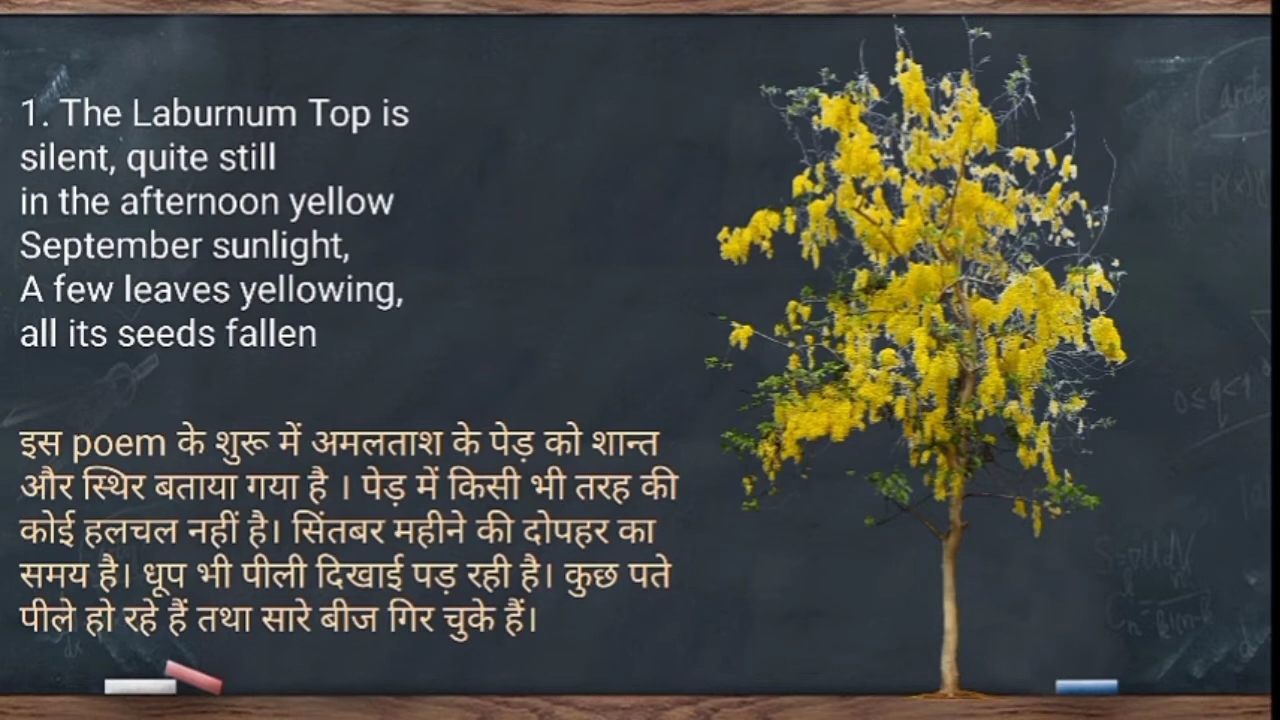 1. The Laburnum Top is
silent, quite still
in the afternoon yellow
September sunlight,
A few leaves yellowing,
all its seeds fallen
इस poem के शुरू में अमलताश के पेड़ को शान्त
और स्थिर बताया गया है । पेड़ में किसी भी तरह की
कोई हलचल नहीं है। सिंतबर महीने की दोपहर का
समय है। धूप भी पीली दिखाई पड़ रही है। कुछ पते
पीले हो रहे हैं तथा सारे बीज गिर चुके हैं।